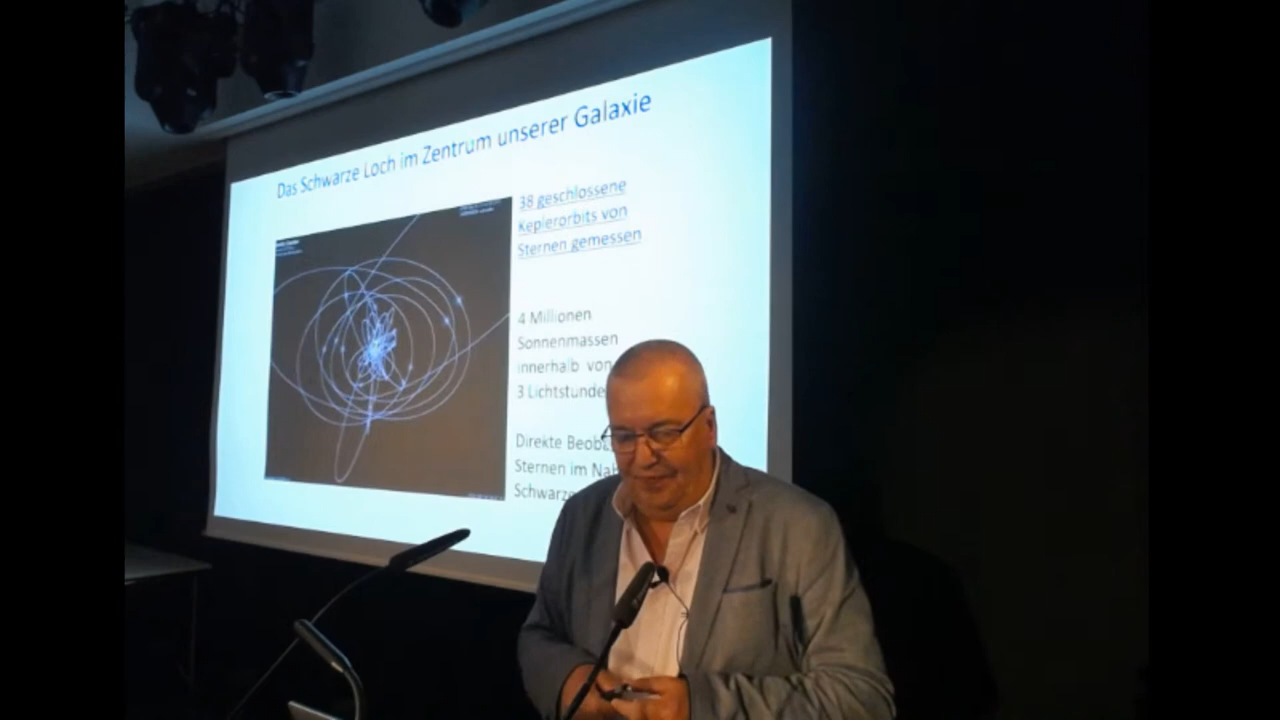 Das Schwarze Loch im Zentrum unserer Galaxie
38 geschlossene
Keplerorbits von
Sternen gemessen
4 Millionen
Sonnenmassen
innerhalb von
3 Lichtstunde
Direkte
Sternen im